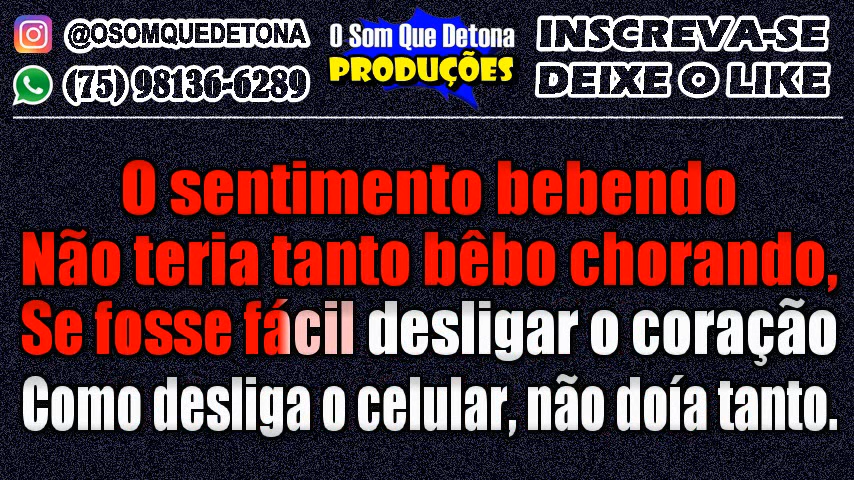 @OSOMQUEDETONA
(75) 98136-6289
O Som Que Detona
PRODUÇÕES
INSCREVA-SE
DEIXE O LIKE
O sentimento bebendo
Não teria tanto bêbo chorando,
Se fosse fácil desligar o coração
Como desliga o celular, não doía tanto.